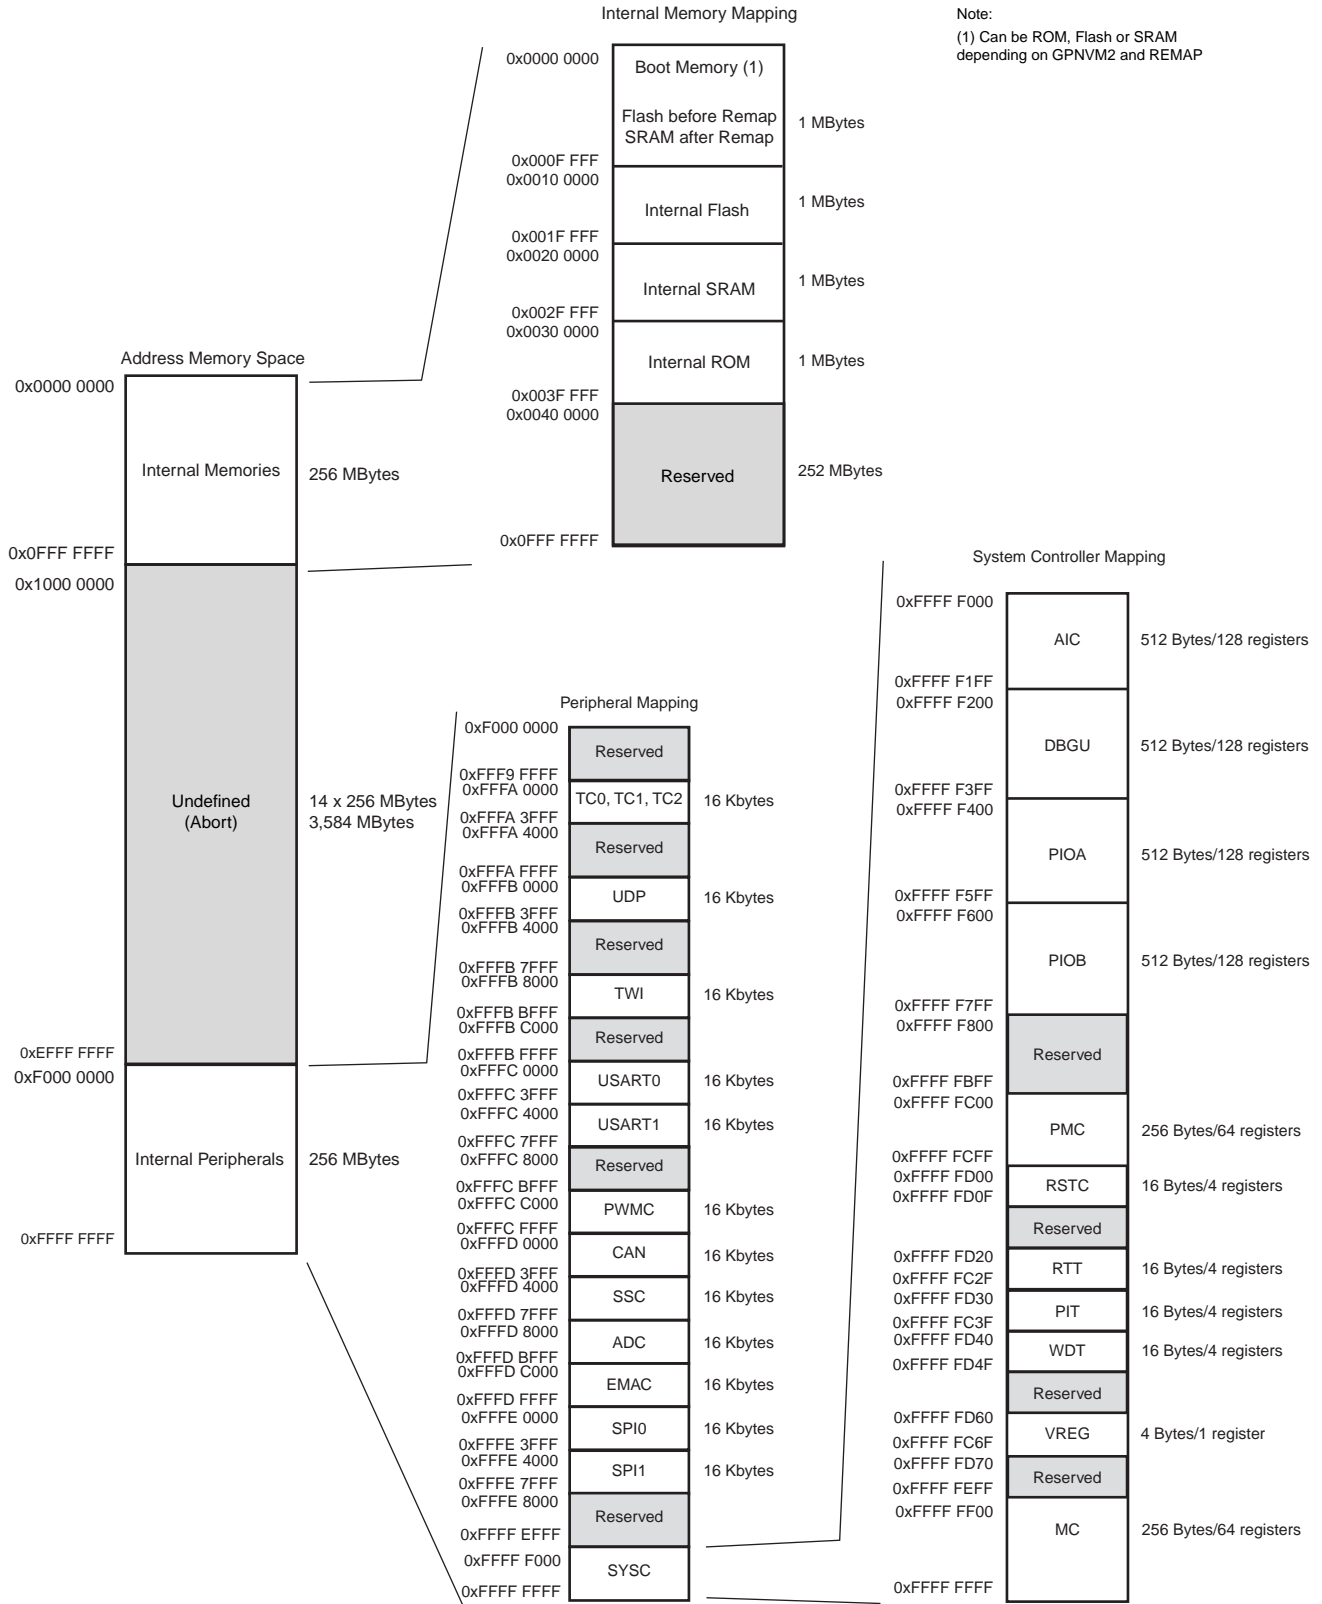 Internal Memory Mapping
Note:
(1) Can be ROM, Flash or SRAM
depending on GPNVM2 and REMAP
0x0000 0000
Boot Memory (1)
Flash before Remap
SRAM after Remap
1 MBytes
0x000F FFF
0x0010 0000
Internal Flash
1 MBytes
0x001F FFF
0x0020 0000
Internal SRAM
1 MBytes
0x002F FFF
0x0030 0000
Internal ROM
1 MBytes
0x003F FFF
0x0040 0000
Reserved
252 MBytes
0x0FFF FFFF
Address Memory Space
0x0000 0000
Internal Memories
256 MBytes
0x0FFF FFFF
0x1000 0000
Undefined
(Abort)
14 x 256 MBytes
3,584 MBytes
0xEFFF FFFF
0xF000 0000
Internal Peripherals
256 MBytes
0xFFFF FFFF
Peripheral Mapping
0xF000 0000
Reserved
0xFFF9 FFFF
0xFFFA 0000
TC0, TC1, TC2
16 Kbytes
0xFFFA 3FFF
0xFFFA 4000
Reserved
0xFFFA FFFF
0xFFFB 0000
UDP
16 Kbytes
0xFFFB 3FFF
0xFFFB 4000
Reserved
0xFFFB 7FFF
0xFFFB 8000
TWI
16 Kbytes
0xFFFB BFFF
0xFFFB C000
Reserved
0xFFFB FFFF
0xFFFC 0000
USART0
16 Kbytes
0xFFFC 3FFF
0xFFFC 4000
USART1
16 Kbytes
0xFFFC 7FFF
0xFFFC 8000
Reserved
0xFFFC BFFF
0xFFFC C000
PWMC
16 Kbytes
0xFFFC FFFF
0xFFFD 0000
CAN
16 Kbytes
0xFFFD 3FFF
0xFFFD 4000
SSC
16 Kbytes
0xFFFD 7FFF
0xFFFD 8000
ADC
16 Kbytes
0xFFFD BFFF
0xFFFD C000
EMAC
16 Kbytes
0xFFFD FFFF
0xFFFE 0000
SPI0
16 Kbytes
0xFFFE 3FFF
0xFFFE 4000
SPI1
16 Kbytes
0xFFFE 7FFF
0xFFFE 8000
Reserved
0xFFFF EFFF
0xFFFF F000
SYSC
0xFFFF FFFF
System Controller Mapping
0xFFFF F000
AIC
512 Bytes/128 registers
0xFFFF F1FF
0xFFFF F200
DBGU
512 Bytes/128 registers
0xFFFF F3FF
0xFFFF F400
PIOA
512 Bytes/128 registers
0xFFFF F5FF
0xFFFF F600
PIOB
512 Bytes/128 registers
0xFFFF F7FF
0xFFFF F800
Reserved
0xFFFF FBFF
0xFFFF FC00
PMC
256 Bytes/64 registers
0xFFFF FCFF
0xFFFF FD00
RSTC
16 Bytes/4 registers
0xFFFF FD0F
Reserved
0xFFFF FD20
RTT
16 Bytes/4 registers
0xFFFF FC2F
0xFFFF FD30
PIT
16 Bytes/4 registers
0xFFFF FC3F
0xFFFF FD40
WDT
16 Bytes/4 registers
0xFFFF FD4F
Reserved
0xFFFF FD60
VREG
4 Bytes/1 register
0xFFFF FC6F
0xFFFF FD70
Reserved
0xFFFF FEFF
0xFFFF FF00
MC
256 Bytes/64 registers
0xFFFF FFFF